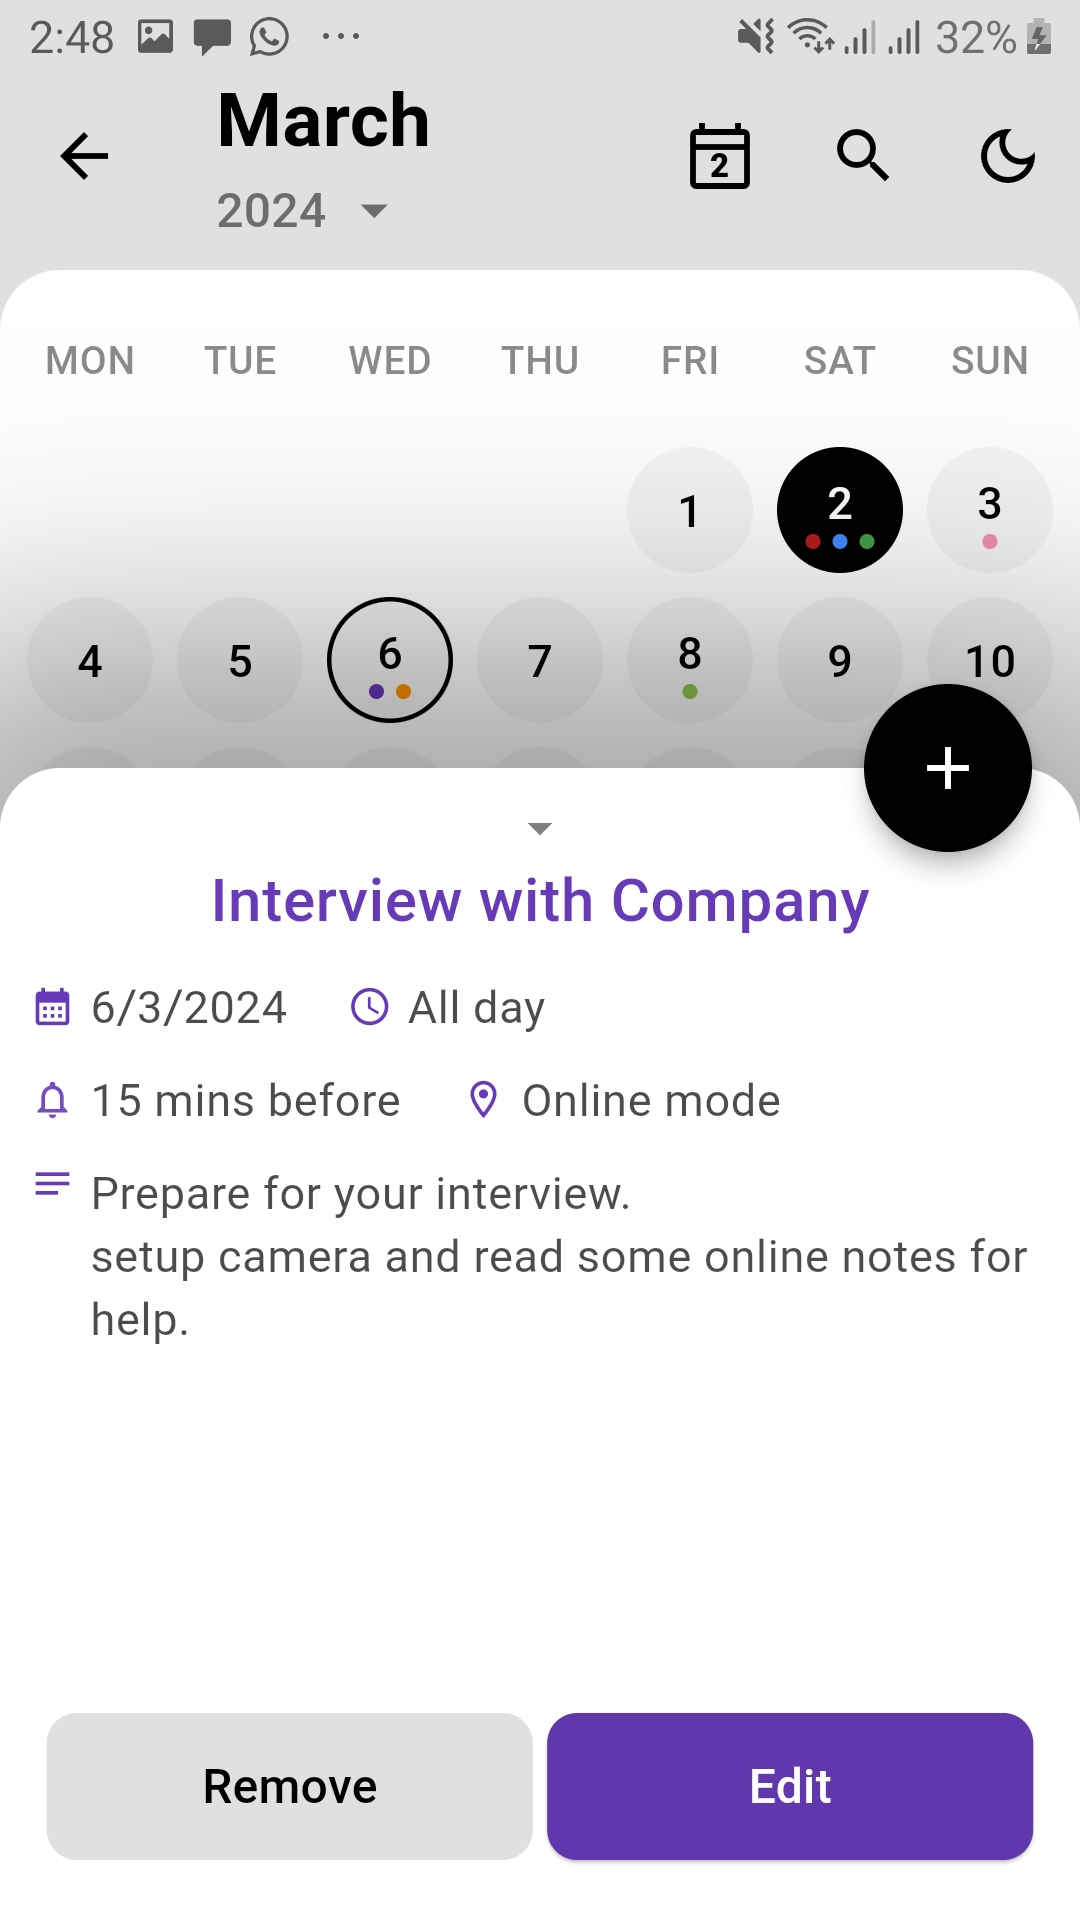 2:48 32%
March
2
2024
MON TUE WED THU FRI SAT SUN
1 2 3
4 5 6 7 8 9 10
Interview with Company
6/3/2024 All day
15 mins before Online mode
Prepare for your interview.
setup camera and read some online notes for
help.
Remove Edit